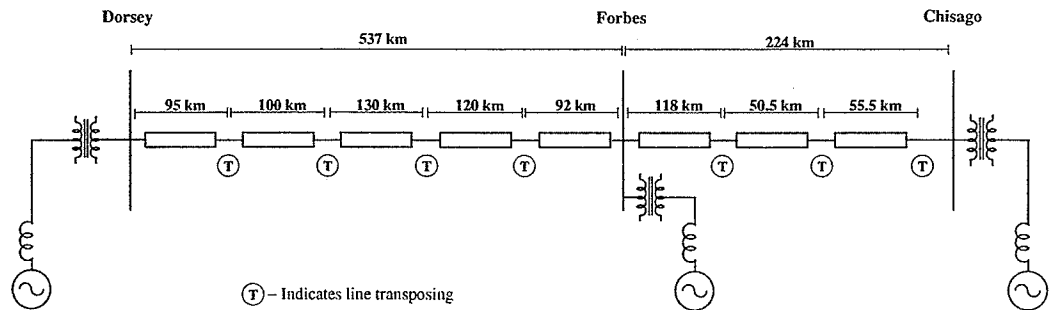 Dorsey Forbes Chisago
537 km 224 km
95 km 100 km 130 km 120 km 92 km 118 km 50.5 km 55.5 km
T T T T T T T
T – Indicates line transposing